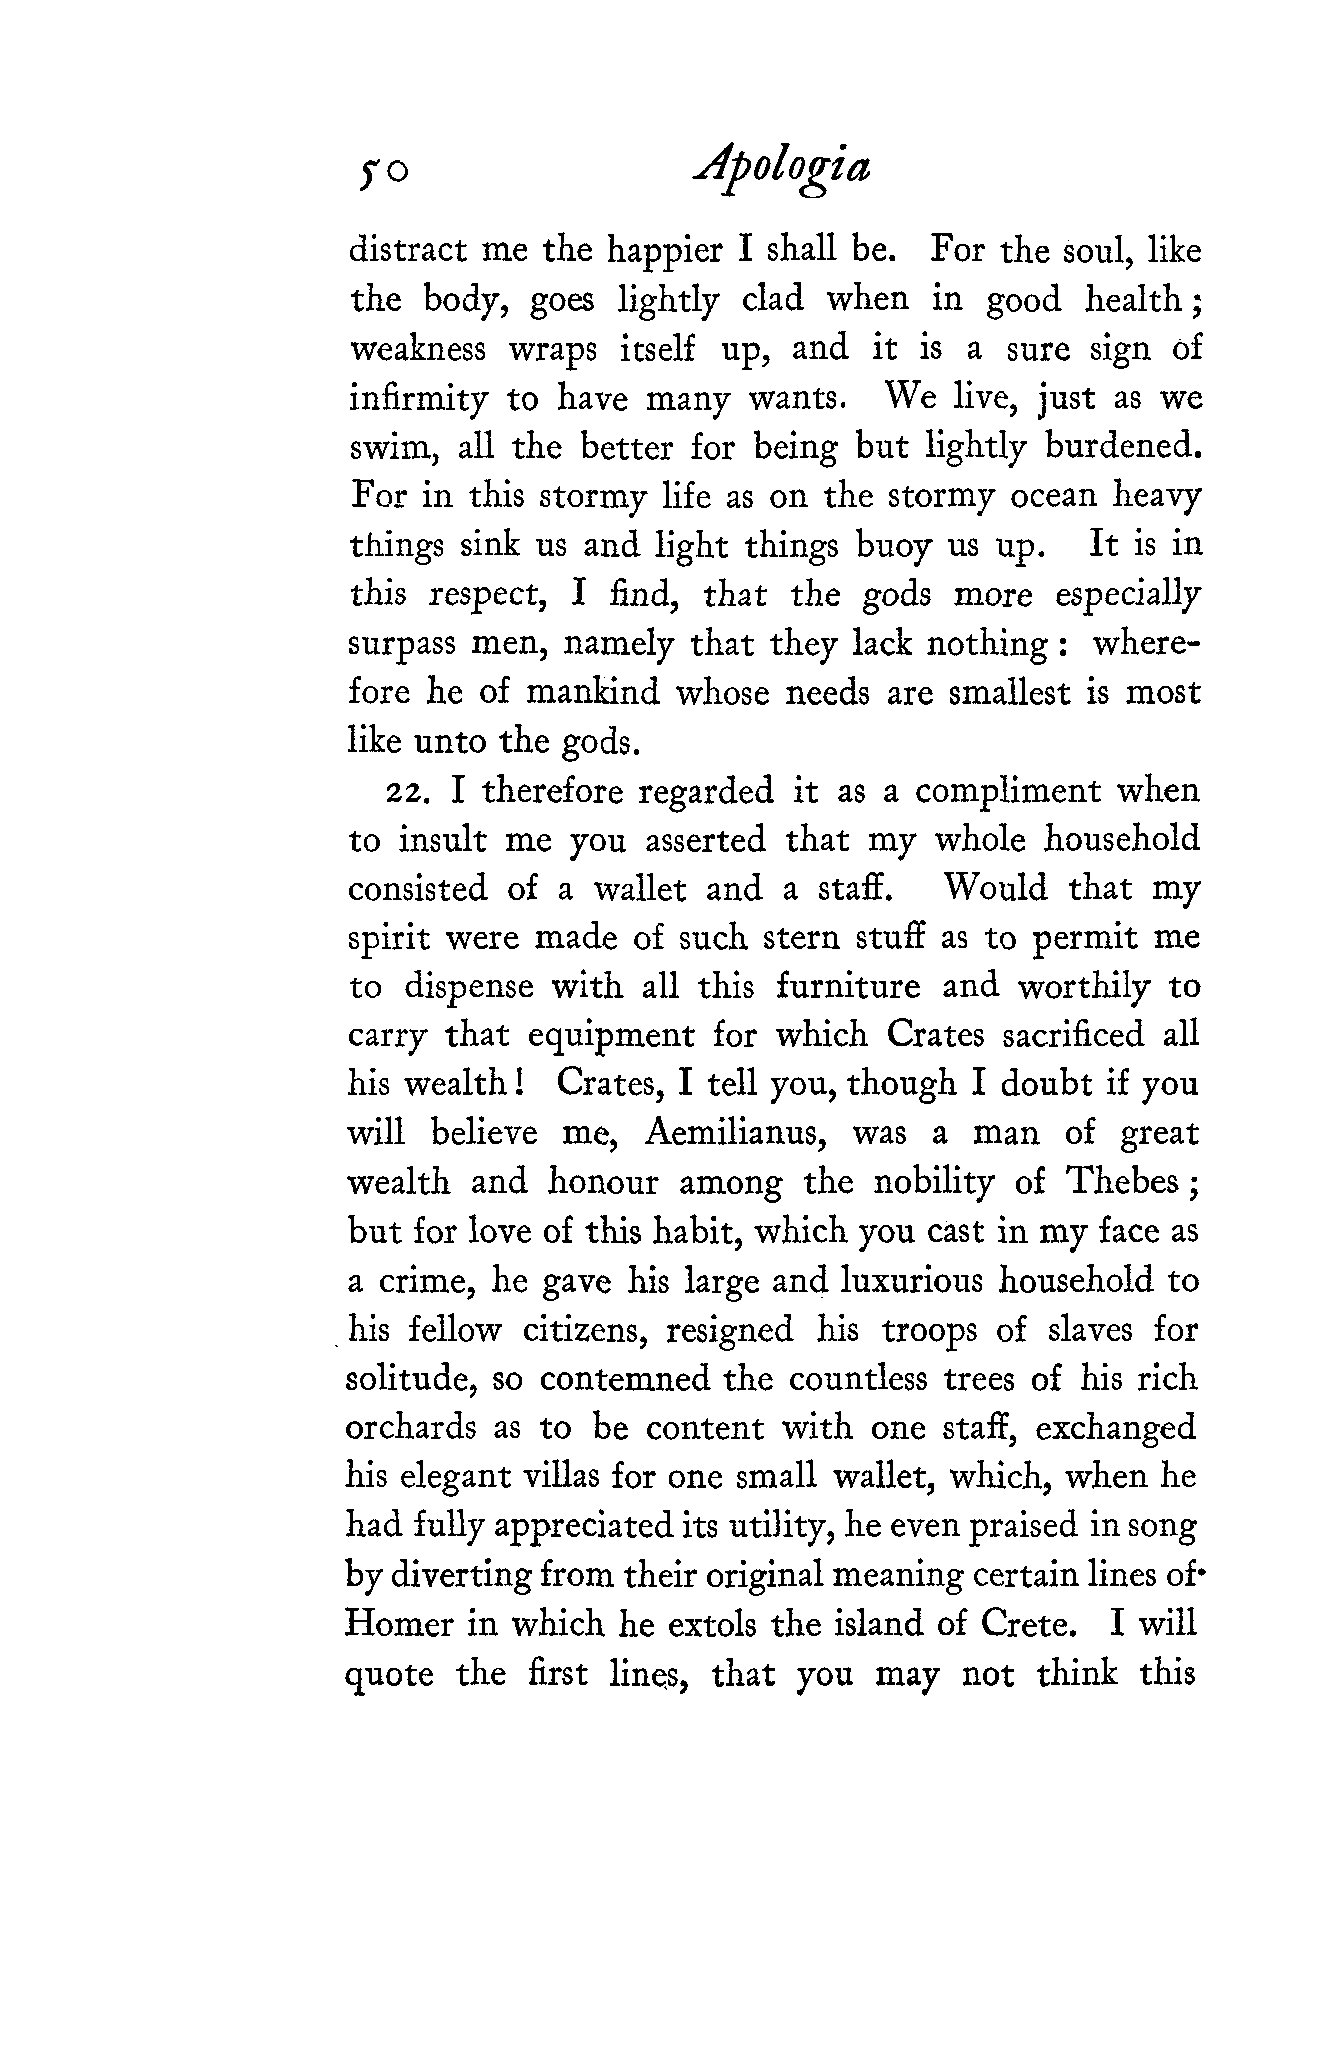 50 Apologia
distract me the happier I shall be. For the soul, like
the body, goes lightly clad when in good health ;
weakness wraps itself up, and it is a sure sign of
infirmity to have many wants. We live, just as we
swim, all the better for being but lightly burdened.
For in this stormy life as on the stormy ocean heavy
things sink us and light things buoy us up. It is in
this respect, I find, that the gods more especially
surpass men, namely that they lack nothing : where-
fore he of mankind whose needs are smallest is most
like unto the gods.
22. I therefore regarded it as a compliment when
to insult me you asserted that my whole household
consisted of a wallet and a staff. Would that my
spirit were made of such stern stuff as to permit me
to dispense with all this furniture and worthily to
carry that equipment for which Crates sacrificed all
his wealth ! Crates, I tell you, though I doubt if you
will believe me, Aemilianus, was a man of great
wealth and honour among the nobility of Thebes ;
but for love of this habit, which you cast in my face as
a crime, he gave his large and luxurious household to
his fellow citizens, resigned his troops of slaves for
solitude, so contemned the countless trees of his rich
orchards as to be content with one staff, exchanged
his elegant villas for one small wallet, which, when he
had fully appreciated its utility, he even praised in song
by diverting from their original meaning certain lines of
Homer in which he extols the island of Crete. I will
quote the first lines, that you may not think this